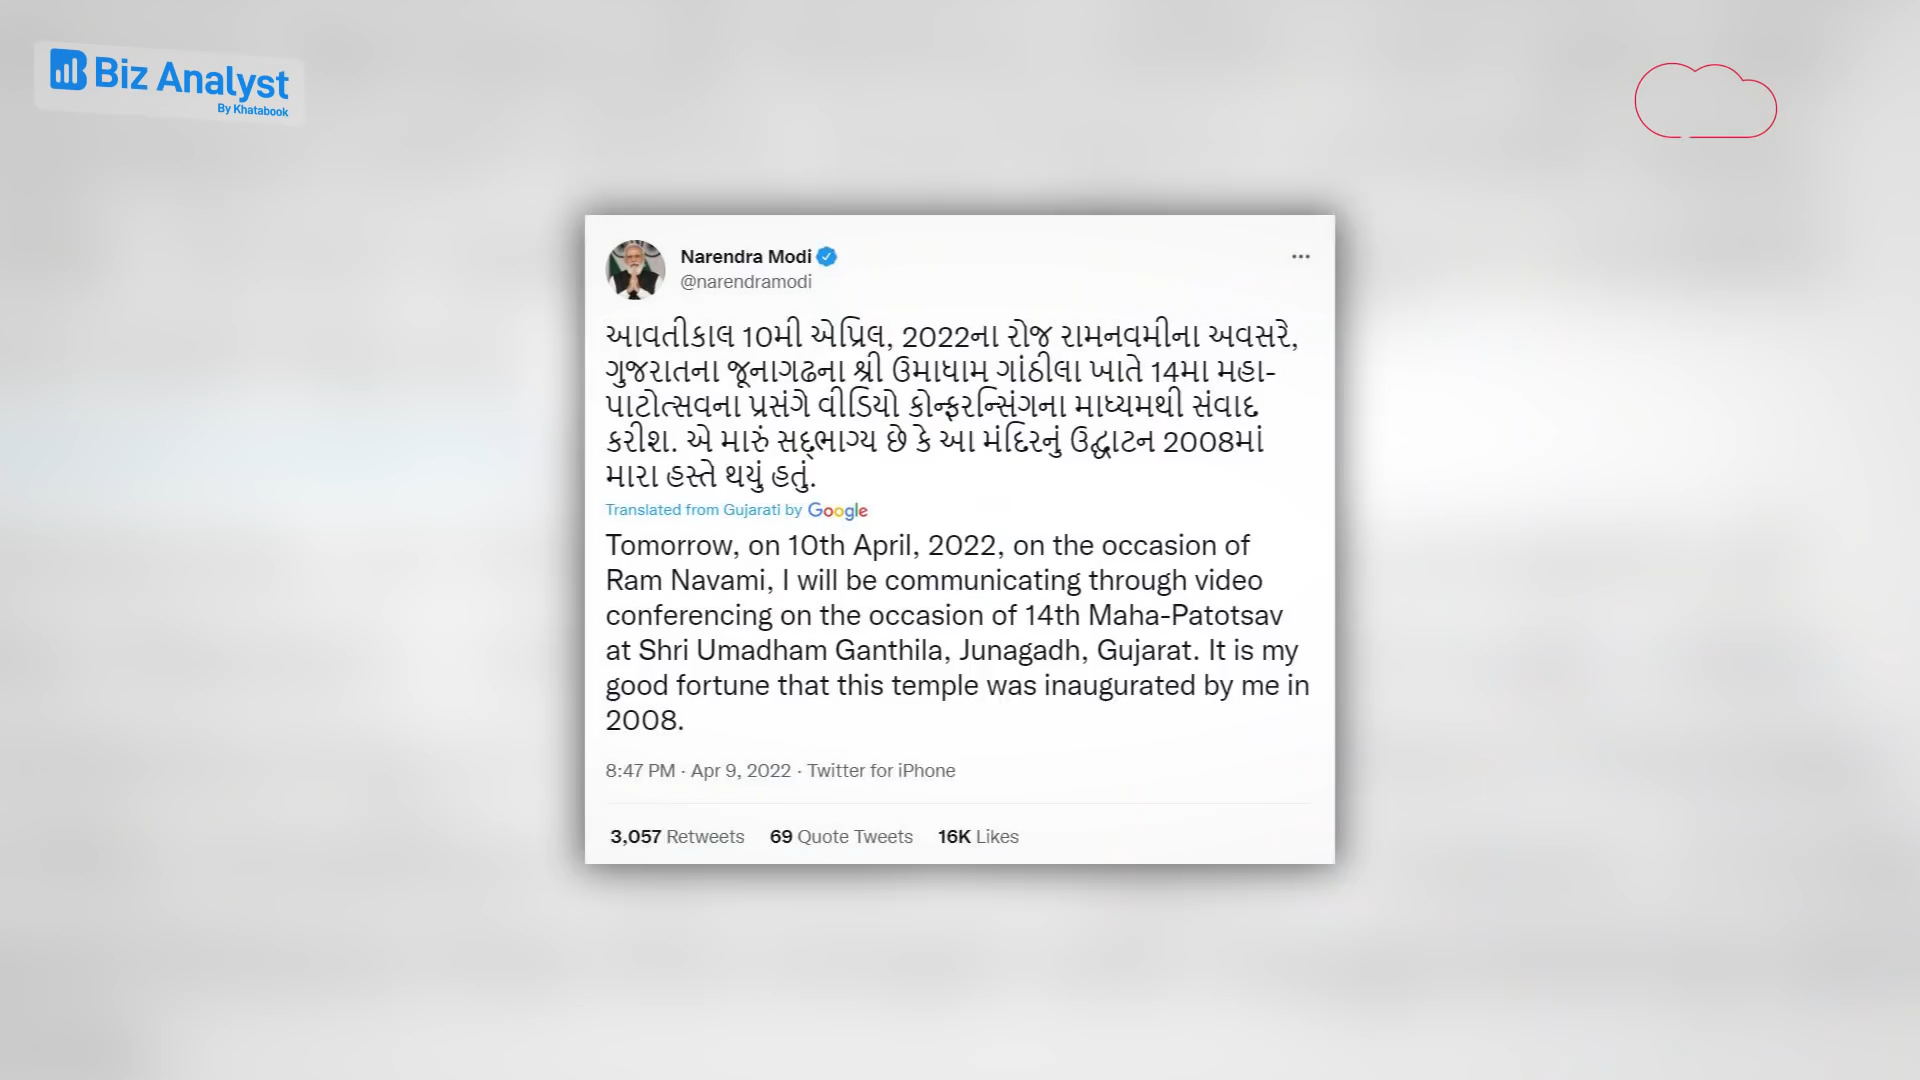 Biz Analyst
By Khatabook
Narendra Modi
@narendramodi
આવતીકાલ 10મી એપ્રિલ, 2022ના રોજ રામનવમીના અવસરે,
ગુજરાતના જૂનાગઢના શ્રી ઉમાધામ ગાંઠીલા ખાતે 14મા મહા-
પાટોત્સવના પ્રસંગે વીડિયો કોન્ફરન્સિંગના માધ્યમથી સંવાદ
કરીશ. એ મારું સદ્ભાગ્ય છે કે આ મંદિરનું ઉદ્ઘાટન 2008માં
મારા હસ્તે થયું હતું.
Translated from Gujarati by Google
Tomorrow, on 10th April, 2022, on the occasion of
Ram Navami, I will be communicating through video
conferencing on the occasion of 14th Maha-Patotsav
at Shri Umadham Ganthila, Junagadh, Gujarat. It is my
good fortune that this temple was inaugurated by me in
2008.
8:47 PM · Apr 9, 2022 · Twitter for iPhone
3,057 Retweets 69 Quote Tweets 16K Likes